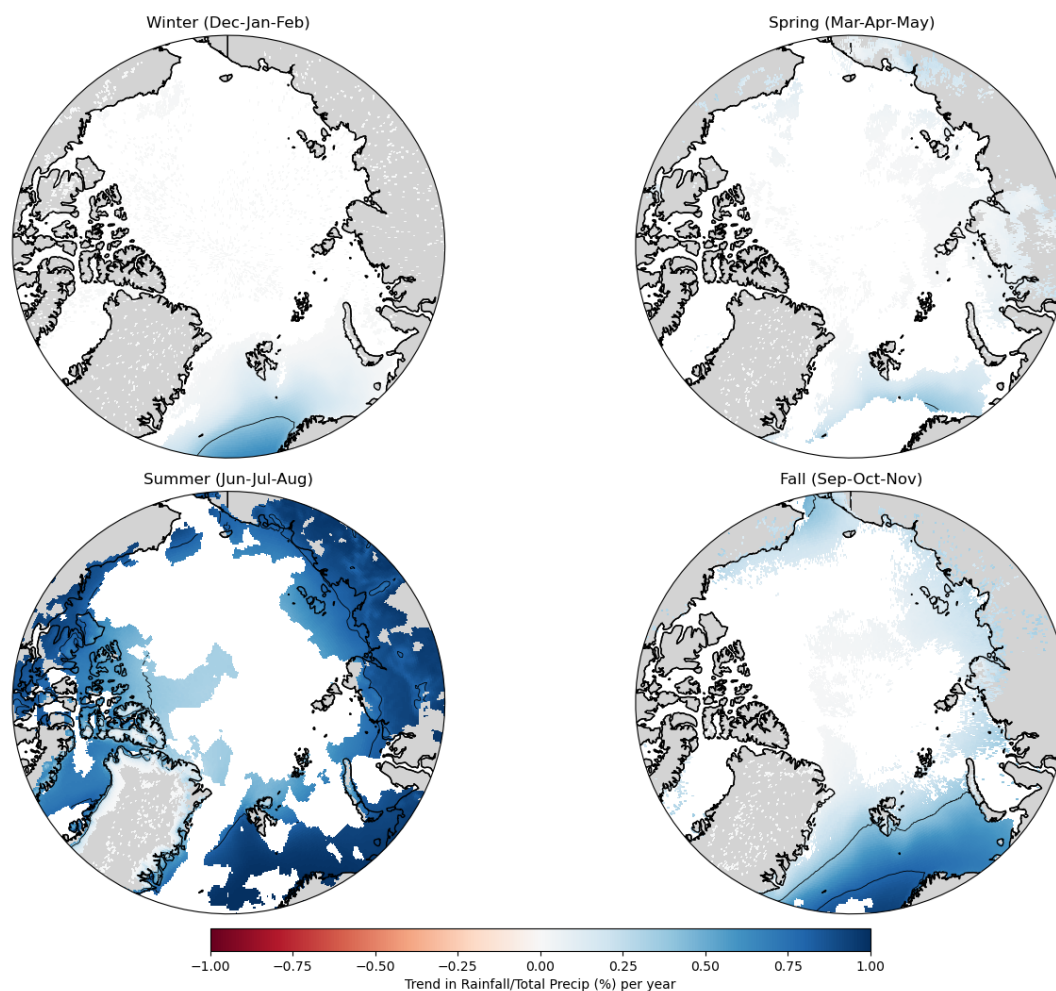 Winter (Dec-Jan-Feb)
Spring (Mar-Apr-May)
Summer (Jun-Jul-Aug)
Fall (Sep-Oct-Nov)
−1.00 −0.75 −0.50 −0.25 0.00 0.25 0.50 0.75 1.00
Trend in Rainfall/Total Precip (%) per year